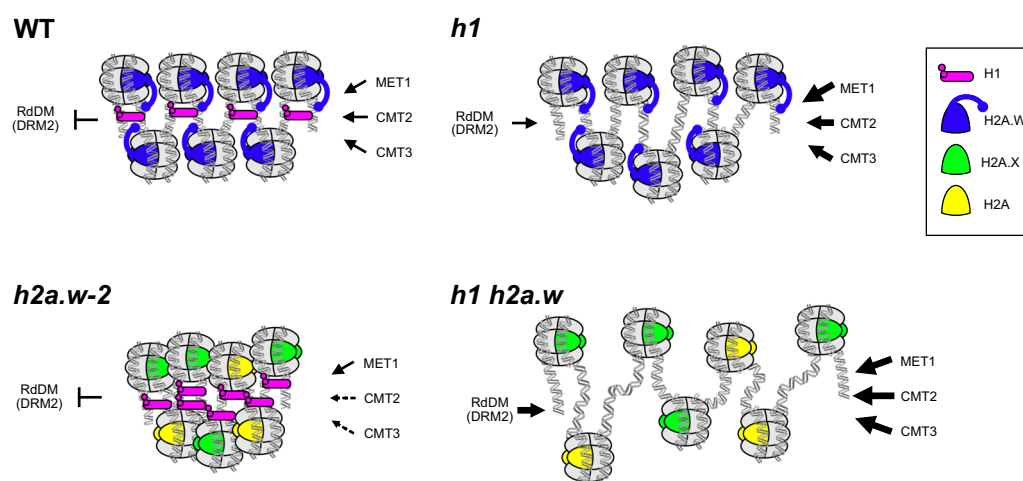 WT
RdDM
(DRM2)
MET1
CMT2
CMT3
h1
RdDM
(DRM2)
MET1
CMT2
CMT3
H1
H2A.W
H2A.X
H2A
h2a.w-2
RdDM
(DRM2)
MET1
CMT2
CMT3
h1 h2a.w
RdDM
(DRM2)
MET1
CMT2
CMT3